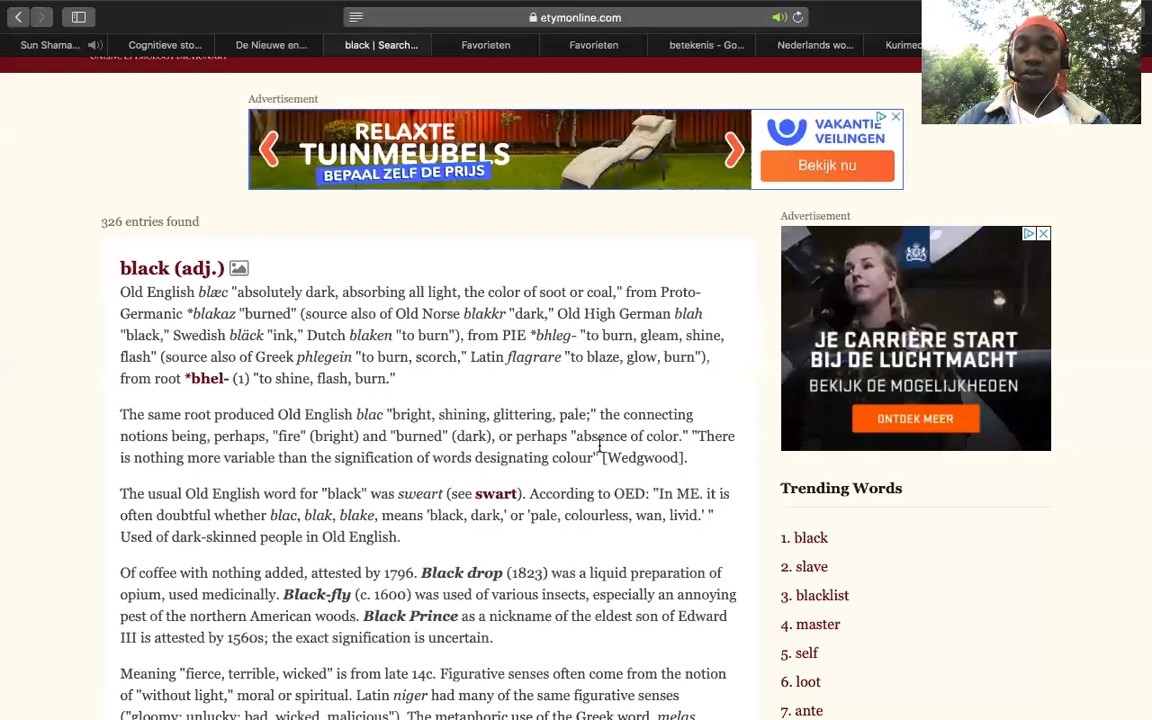 etymonline.com
Sun Shama...
Cognitieve sto...
De Nieuwe en...
black | Search...
Favorieten
Favorieten
betekenis - Go...
Nederlands wo...
Kurimeo
Advertisement
RELAXTE
TUINMEUBELS
BEPAAL ZELF DE PRIJS
VAKANTIE
VEILINGEN
Bekijk nu
326 entries found
Advertisement
black (adj.)
Old English blæc "absolutely dark, absorbing all light, the color of soot or coal," from Proto-
Germanic *blakaz "burned" (source also of Old Norse blakkr "dark," Old High German blah
"black," Swedish bläck "ink," Dutch blaken "to burn"), from PIE *bhleg- "to burn, gleam, shine,
flash" (source also of Greek phlegein "to burn, scorch," Latin flagrare "to blaze, glow, burn"),
from root *bhel- (1) "to shine, flash, burn."
The same root produced Old English blac "bright, shining, glittering, pale;" the connecting
notions being, perhaps, "fire" (bright) and "burned" (dark), or perhaps "absence of color." "There
is nothing more variable than the signification of words designating colour" [Wedgwood].
The usual Old English word for "black" was sweart (see swart). According to OED: "In ME. it is
often doubtful whether blac, blak, blake, means 'black, dark,' or 'pale, colourless, wan, livid.' "
Used of dark-skinned people in Old English.
Of coffee with nothing added, attested by 1796. Black drop (1823) was a liquid preparation of
opium, used medicinally. Black-fly (c. 1600) was used of various insects, especially an annoying
pest of the northern American woods. Black Prince as a nickname of the eldest son of Edward
III is attested by 1560s; the exact signification is uncertain.
Meaning "fierce, terrible, wicked" is from late 14c. Figurative senses often come from the notion
of "without light," moral or spiritual. Latin niger had many of the same figurative senses
("gloomy; unlucky; bad, wicked, malicious"). The metaphoric use of the Greek word, melas,
JE CARRIÈRE START
BIJ DE LUCHTMACHT
BEKIJK DE MOGELIJKHEDEN
ONTDEK MEER
Trending Words
1. black
2. slave
3. blacklist
4. master
5. self
6. loot
7. ante